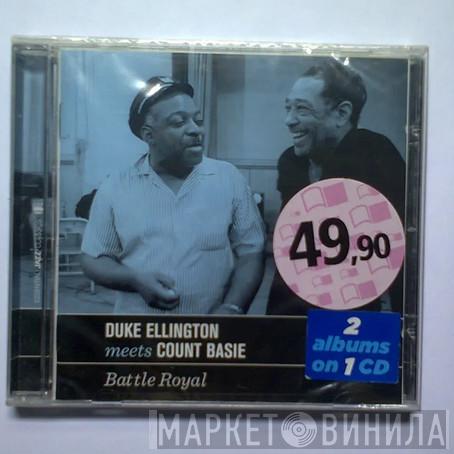 49,90
2
albums
on 1 CD
DUKE ELLINGTON
meets COUNT BASIE
Battle Royal
МАРКЕТ ВИНИЛА